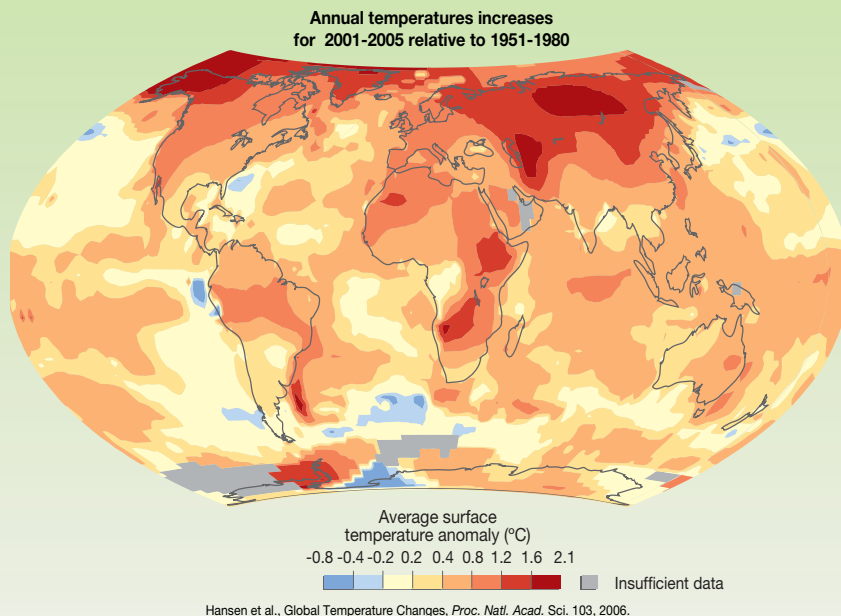 Annual temperatures increases
for 2001-2005 relative to 1951-1980
Average surface
temperature anomaly (ºC)
-0.8 -0.4 -0.2 0.2 0.4 0.8 1.2 1.6 2.1
Insufficient data
Hansen et al., Global Temperature Changes, Proc. Natl. Acad. Sci. 103, 2006.